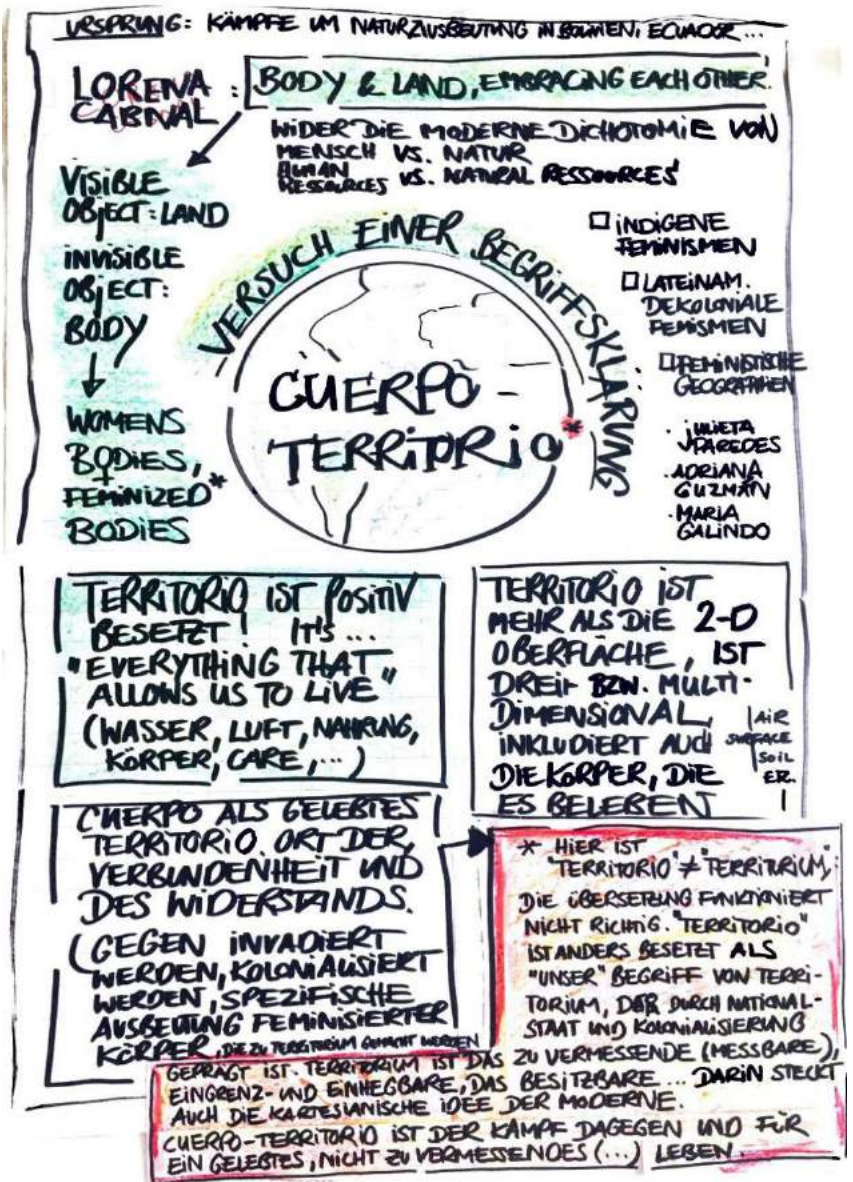 URSPRUNG: KÄMPFE UM NATURAUSBEUTUNG IN BOLIVIEN, ECUADOR...
LORENA
CABNAL :
BODY & LAND, EMBRACING EACH OTHER.
WIDER DIE MODERNE DICHOTOMIE VON
MENSCH VS. NATUR
HUMAN
RESSOURCES VS. NATURAL RESSOURCES
VISIBLE
OBJECT: LAND
INVISIBLE
OBJECT:
BODY
WOMENS
BODIES,
+
FEMINIZED*
BODIES
VERSUCH EINER BEGRIFFSKLÄRUNG
CUERPO -
TERRITORIO*
INDIGENE
FEMINISMEN
LATEINAM.
DEKOLONIALE
FEMISMEN
FEMINISTISCHE
GEOGRAPHIEN
· JULIETA
PAREDES
· ADRIANA
GUZMÁN
· MARIA
GALINDO
TERRITORIO IST POSITIV
BESETZT! IT'S...
"EVERYTHING THAT
ALLOWS US TO LIVE"
(WASSER, LUFT, NAHRUNG,
KÖRPER, CARE,...)
TERRITORIO IST
MEHR ALS DIE 2-D
OBERFLÄCHE, IST
DREI- BZW. MULTI-
DIMENSIONAL,
INKLUDIERT AUCH
DIE KÖRPER, DIE
ES BELEBEN
AIR
SURFACE
SOIL
ER.
CUERPO ALS GELEBTES
TERRITORIO. ORT DER
VERBUNDENHEIT UND
DES WIDERSTANDS.
(GEGEN INVADIERT
WERDEN, KOLONIALISIERT
WERDEN, SPEZIFISCHE
AUSBEUTUNG FEMINISIERTER
KÖRPER, DIE ZU TERRITORIUM GEMACHT WERDEN
* HIER IST
"TERRITORIO" ≠ "TERRITURIUM":
DIE ÜBERSETZUNG FUNKTIONIERT
NICHT RICHTIG. "TERRITORIO"
IST ANDERS BESETZT ALS
"UNSER" BEGRIFF VON TERRI-
TORIUM, DER DURCH NATIONAL-
STAAT UND KOLONIALISIERUNG
GEPRÄGT IST. TERRITORIUM IST DAS ZU VERMESSENDE (MESSBARE),
EINGRENZ- UND EINHEGBARE, DAS BESITZBARE... DARIN STECKT
AUCH DIE KARTESIANISCHE IDEE DER MODERNE.
CUERPO-TERRITORIO IST DER KAMPF DAGEGEN UND FÜR
EIN GELEBTES, NICHT ZU VERMESSENDES (...) LEBEN.